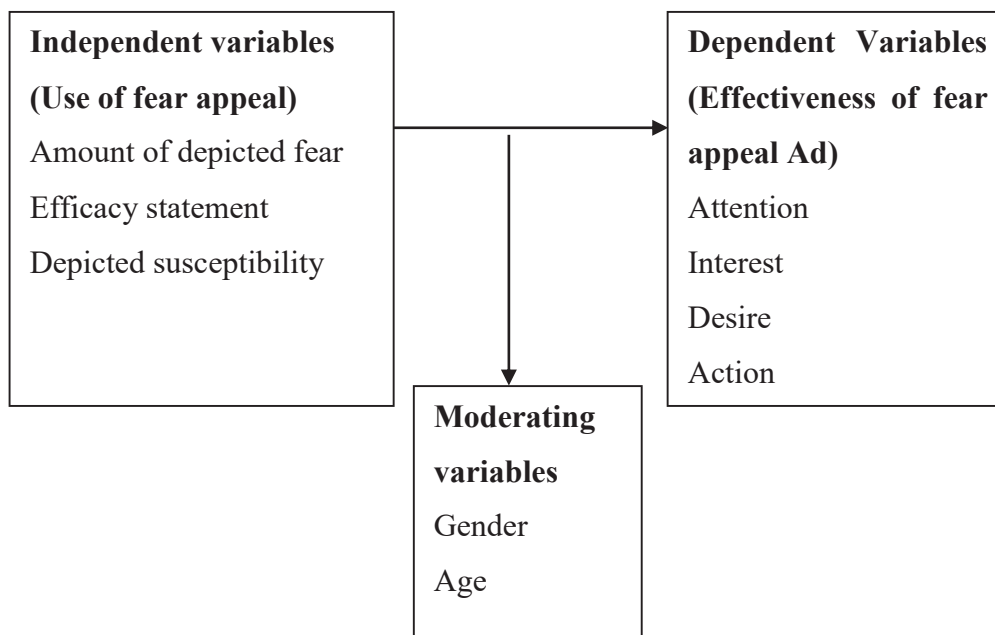 Independent variables
(Use of fear appeal)
Amount of depicted fear
Efficacy statement
Depicted susceptibility
Dependent Variables
(Effectiveness of fear
appeal Ad)
Attention
Interest
Desire
Action
Moderating
variables
Gender
Age